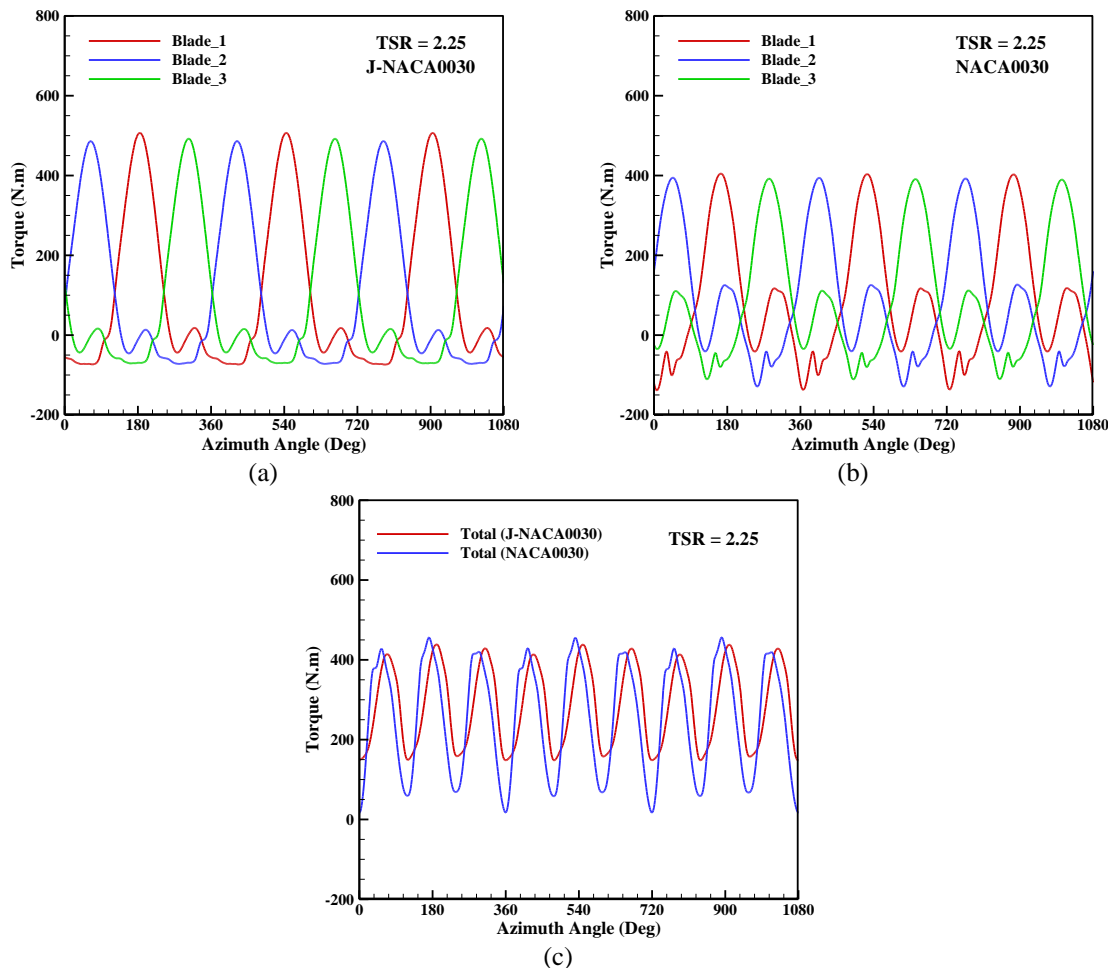 800
600
400
200
0
-200
Torque (N.m)
Blade_1
Blade_2
Blade_3
TSR = 2.25
J-NACA0030
0 180 360 540 720 900 1080
Azimuth Angle (Deg)
(a)
800
600
400
200
0
-200
Torque (N.m)
Blade_1
Blade_2
Blade_3
TSR = 2.25
NACA0030
0 180 360 540 720 900 1080
Azimuth Angle (Deg)
(b)
800
600
400
200
0
-200
Torque (N.m)
Total (J-NACA0030)
Total (NACA0030)
TSR = 2.25
0 180 360 540 720 900 1080
Azimuth Angle (Deg)
(c)